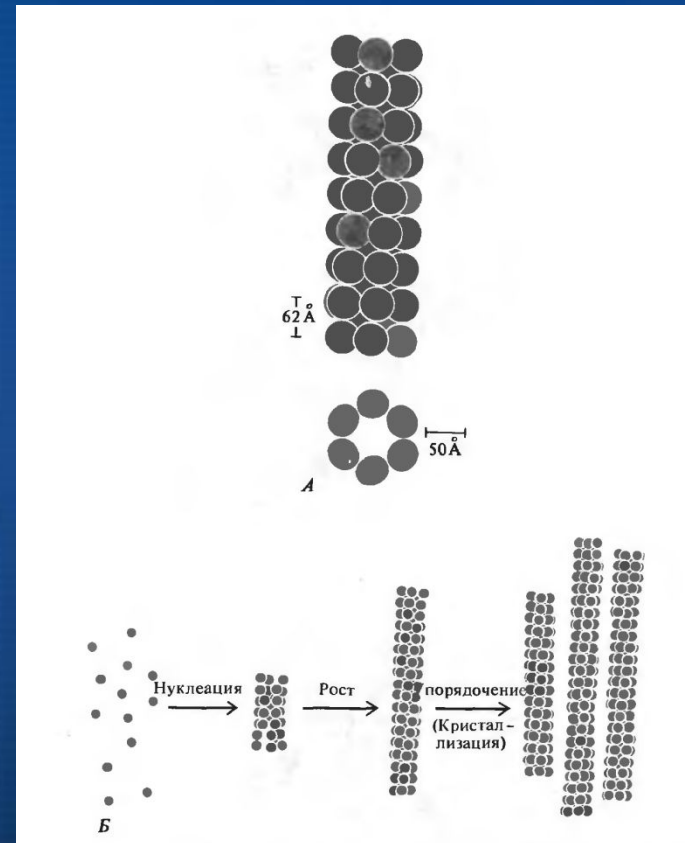 62 Å
А
50 Å
Нуклеация
Рост
порядочение
(Кристал-
лизация)
Б